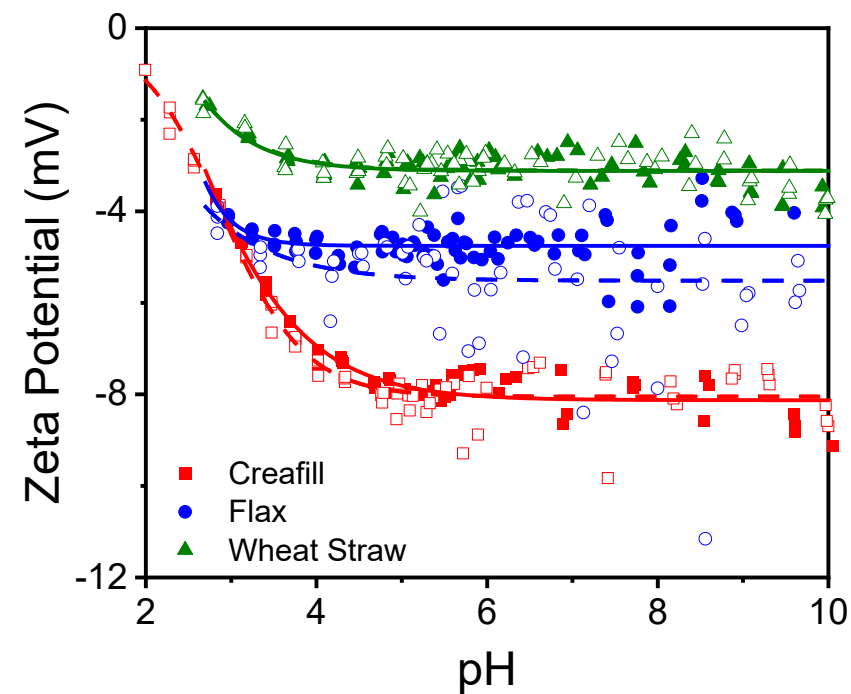 0
-4
-8
-12
Zeta Potential (mV)
Creafill
Flax
Wheat Straw
2 4 6 8 10
pH